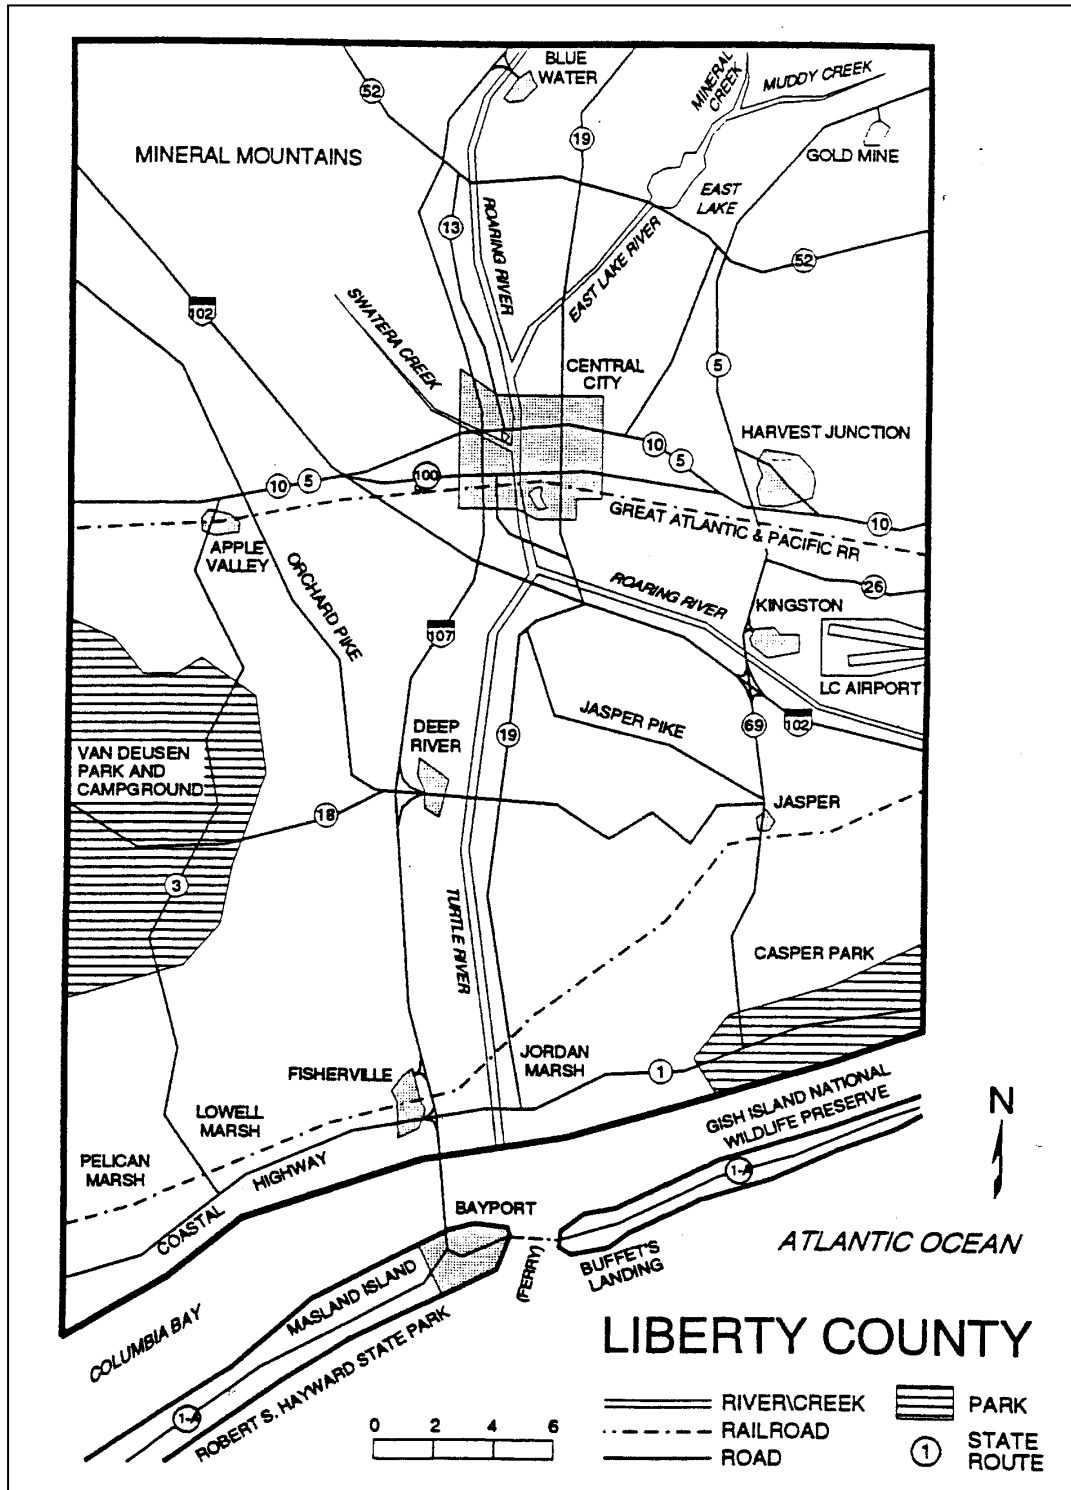 BLUE
WATER
MINERAL
CREEK
MUDDY CREEK
52
19
MINERAL MOUNTAINS
GOLD MINE
EAST
LAKE
13
ROARING RIVER
EAST LAKE RIVER
52
102
SWATERA CREEK
CENTRAL
CITY
5
HARVEST JUNCTION
10
5
100
10
5
10
GREAT ATLANTIC & PACIFIC RR
APPLE
VALLEY
ORCHARD PIKE
ROARING RIVER
26
KINGSTON
107
LC AIRPORT
JASPER PIKE
69
102
DEEP
RIVER
19
VAN DEUSEN
PARK AND
CAMPGROUND
JASPER
18
3
TURTLE RIVER
CASPER PARK
JORDAN
MARSH
1
FISHERVILLE
LOWELL
MARSH
PELICAN
MARSH
COASTAL HIGHWAY
GISH ISLAND NATIONAL
WILDLIFE PRESERVE
1-A
N
BAYPORT
(FERRY)
BUFFET'S
LANDING
ATLANTIC OCEAN
MASLAND ISLAND
COLUMBIA BAY
ROBERT S. HAYWARD STATE PARK
1-A
LIBERTY COUNTY
0 2 4 6
RIVER\CREEK
RAILROAD
ROAD
PARK
1 STATE
ROUTE